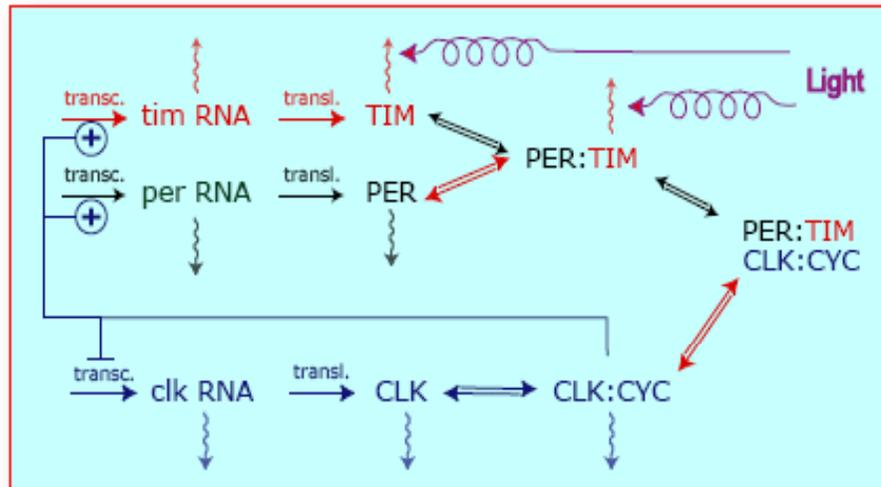 Light
transc.
tim RNA
transl.
TIM
+
PER:TIM
transc.
per RNA
transl.
PER
+
PER:TIM
CLK:CYC
transc.
clk RNA
transl.
CLK
CLK:CYC